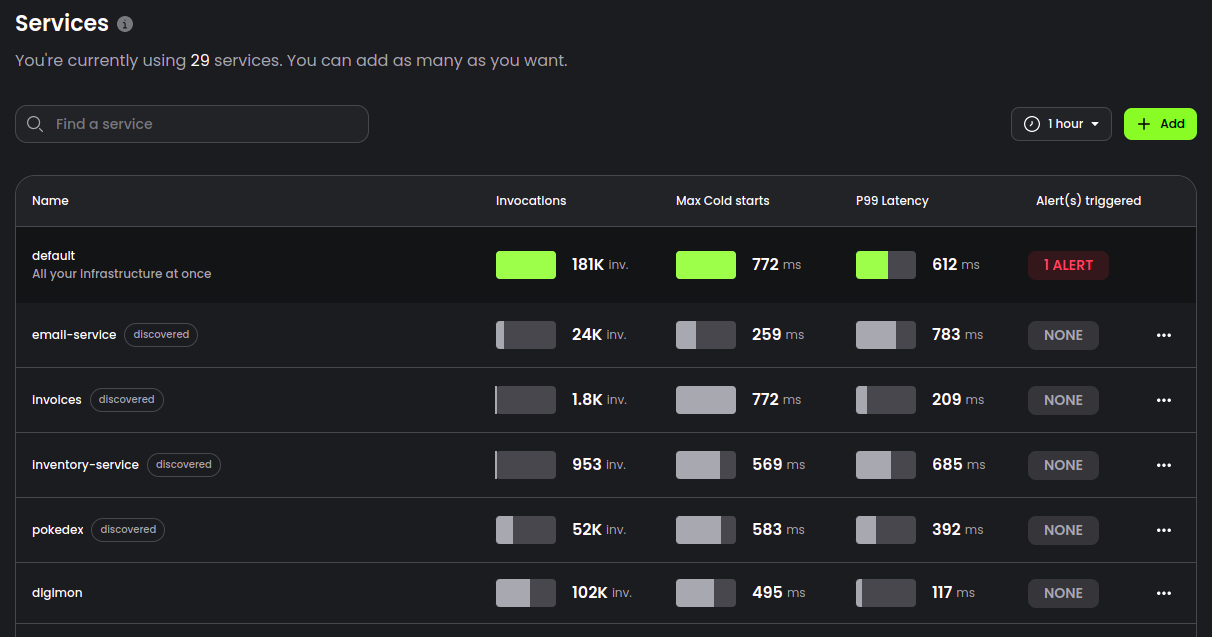 Services
You're currently using 29 services. You can add as many as you want.
Find a service
1 hour
Add
Name Invocations Max Cold starts P99 Latency Alert(s) triggered
default
All your infrastructure at once
181K inv. 772 ms 612 ms 1 ALERT
email-service discovered 24K inv. 259 ms 783 ms NONE
Invoices discovered 1.8K inv. 772 ms 209 ms NONE
Inventory-service discovered 953 inv. 569 ms 685 ms NONE
pokedex discovered 52K inv. 583 ms 392 ms NONE
digimon 102K inv. 495 ms 117 ms NONE